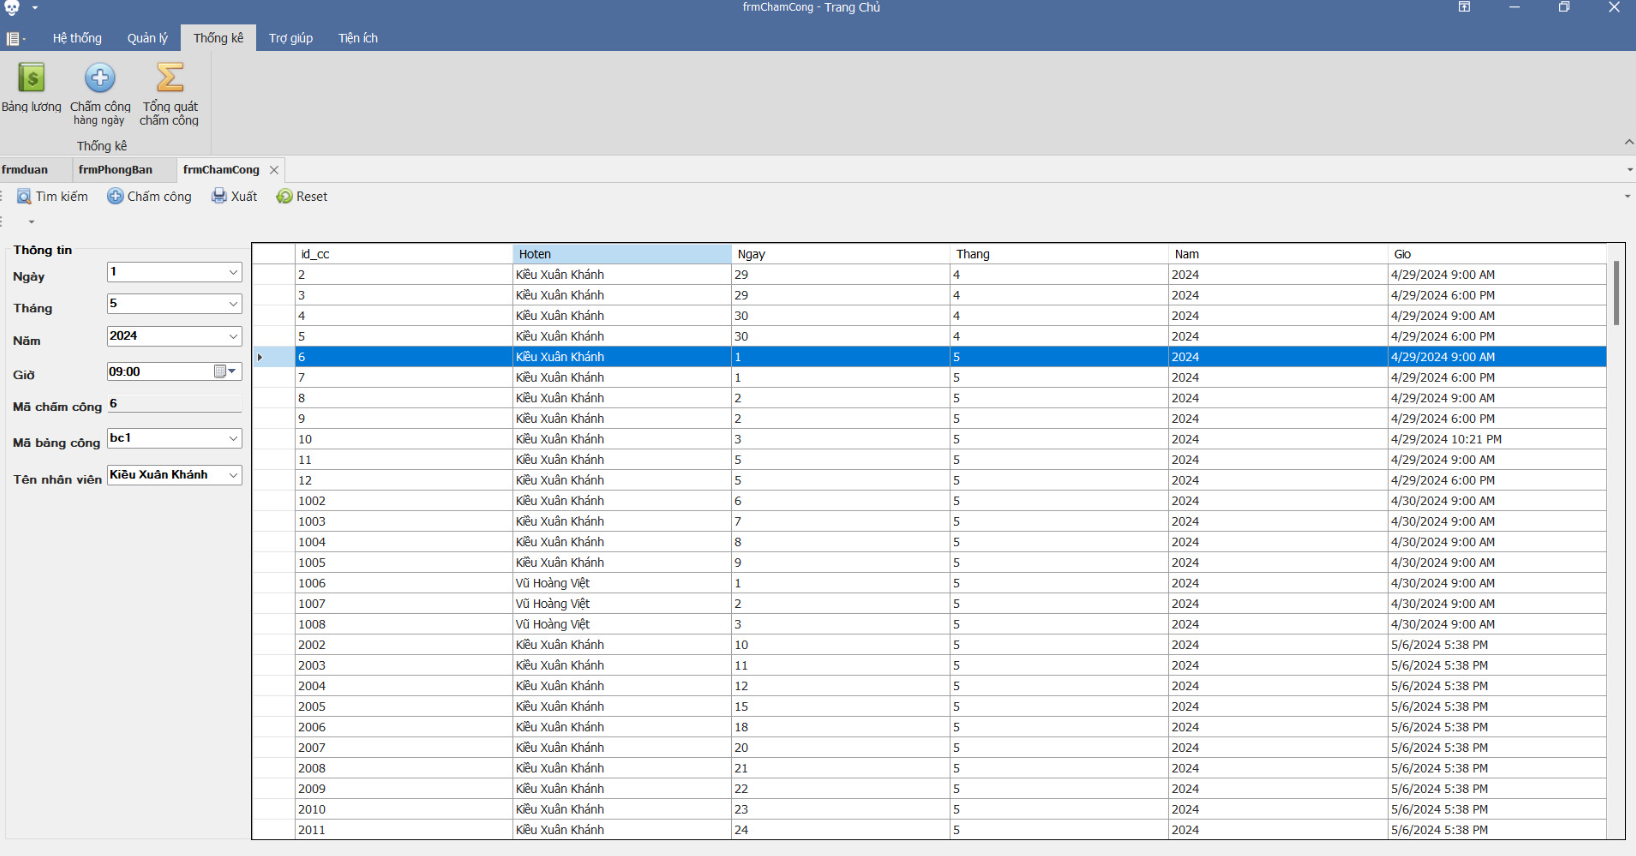 frmChamCong - Trang Chủ
Hệ thống Quản lý Thống kê Trợ giúp Tiện ích
Bảng lương Chấm công hàng ngày Tổng quát chấm công
Thống kê
frmduan frmPhongBan frmChamCong
Tìm kiếm Chấm công Xuất Reset
Thông tin
Ngày 1
Tháng 5
Năm 2024
Giờ 09:00
Mã chấm công 6
Mã bảng công bc1
Tên nhân viên Kiều Xuân Khánh
id_cc Hoten Ngay Thang Nam Gio
2 Kiều Xuân Khánh 29 4 2024 4/29/2024 9:00 AM
3 Kiều Xuân Khánh 29 4 2024 4/29/2024 6:00 PM
4 Kiều Xuân Khánh 30 4 2024 4/29/2024 9:00 AM
5 Kiều Xuân Khánh 30 4 2024 4/29/2024 6:00 PM
6 Kiều Xuân Khánh 1 5 2024 4/29/2024 9:00 AM
7 Kiều Xuân Khánh 1 5 2024 4/29/2024 6:00 PM
8 Kiều Xuân Khánh 2 5 2024 4/29/2024 9:00 AM
9 Kiều Xuân Khánh 2 5 2024 4/29/2024 6:00 PM
10 Kiều Xuân Khánh 3 5 2024 4/29/2024 10:21 PM
11 Kiều Xuân Khánh 5 5 2024 4/29/2024 9:00 AM
12 Kiều Xuân Khánh 5 5 2024 4/29/2024 6:00 PM
1002 Kiều Xuân Khánh 6 5 2024 4/30/2024 9:00 AM
1003 Kiều Xuân Khánh 7 5 2024 4/30/2024 9:00 AM
1004 Kiều Xuân Khánh 8 5 2024 4/30/2024 9:00 AM
1005 Kiều Xuân Khánh 9 5 2024 4/30/2024 9:00 AM
1006 Vũ Hoàng Việt 1 5 2024 4/30/2024 9:00 AM
1007 Vũ Hoàng Việt 2 5 2024 4/30/2024 9:00 AM
1008 Vũ Hoàng Việt 3 5 2024 4/30/2024 9:00 AM
2002 Kiều Xuân Khánh 10 5 2024 5/6/2024 5:38 PM
2003 Kiều Xuân Khánh 11 5 2024 5/6/2024 5:38 PM
2004 Kiều Xuân Khánh 12 5 2024 5/6/2024 5:38 PM
2005 Kiều Xuân Khánh 15 5 2024 5/6/2024 5:38 PM
2006 Kiều Xuân Khánh 18 5 2024 5/6/2024 5:38 PM
2007 Kiều Xuân Khánh 20 5 2024 5/6/2024 5:38 PM
2008 Kiều Xuân Khánh 21 5 2024 5/6/2024 5:38 PM
2009 Kiều Xuân Khánh 22 5 2024 5/6/2024 5:38 PM
2010 Kiều Xuân Khánh 23 5 2024 5/6/2024 5:38 PM
2011 Kiều Xuân Khánh 24 5 2024 5/6/2024 5:38 PM